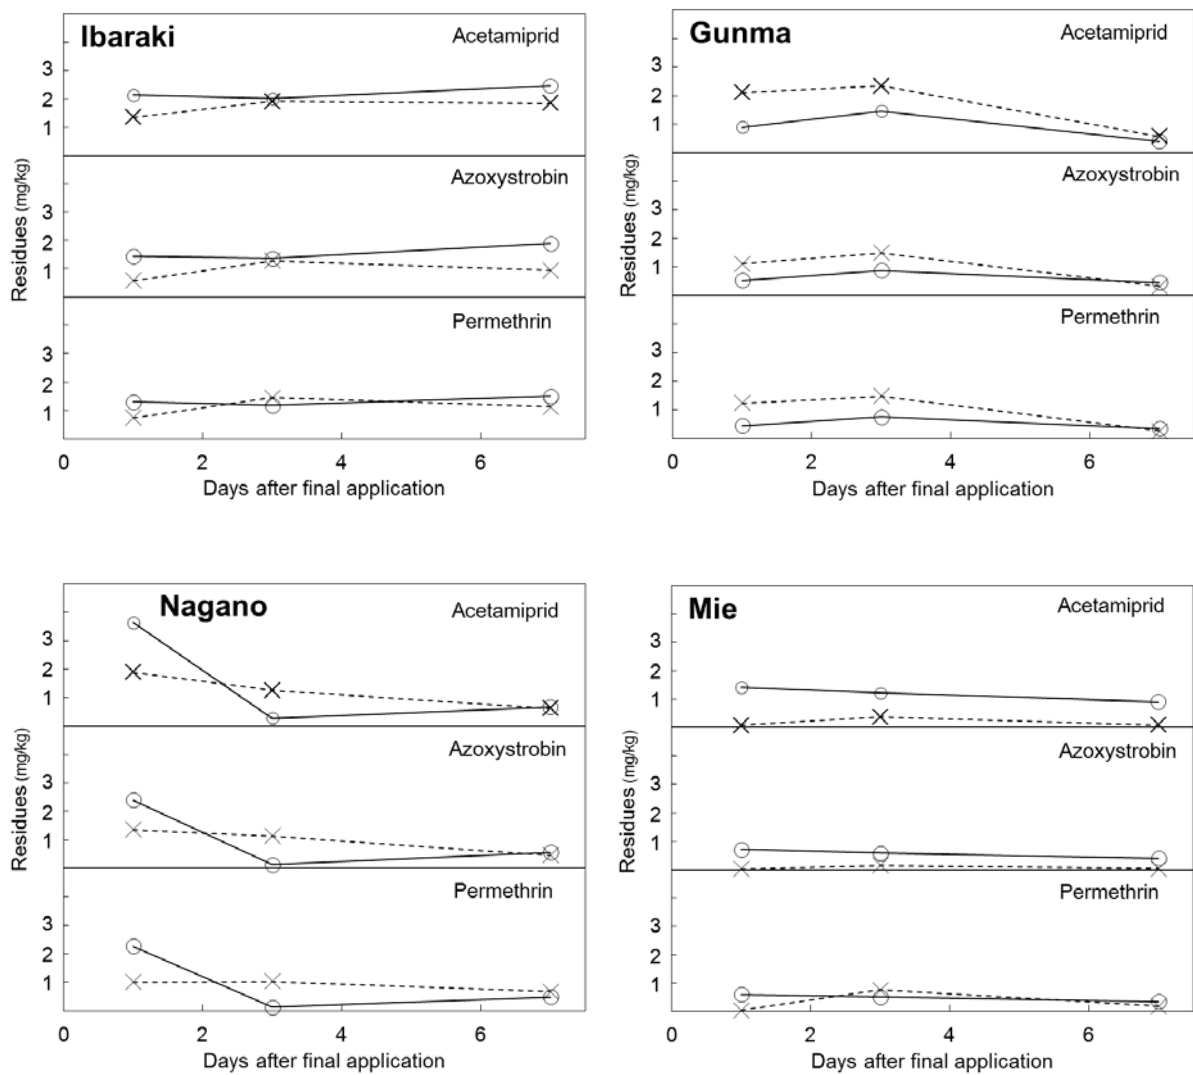 Ibaraki
Acetamiprid
3
2
1
Azoxystrobin
3
2
1
Permethrin
3
2
1
0 2 4 6
Days after final application
Residues (mg/kg)
Gunma
Acetamiprid
3
2
1
Azoxystrobin
3
2
1
Permethrin
3
2
1
0 2 4 6
Days after final application
Residues (mg/kg)
Nagano
Acetamiprid
3
2
1
Azoxystrobin
3
2
1
Permethrin
3
2
1
0 2 4 6
Days after final application
Residues (mg/kg)
Mie
Acetamiprid
3
2
1
Azoxystrobin
3
2
1
Permethrin
3
2
1
0 2 4 6
Days after final application
Residues (mg/kg)